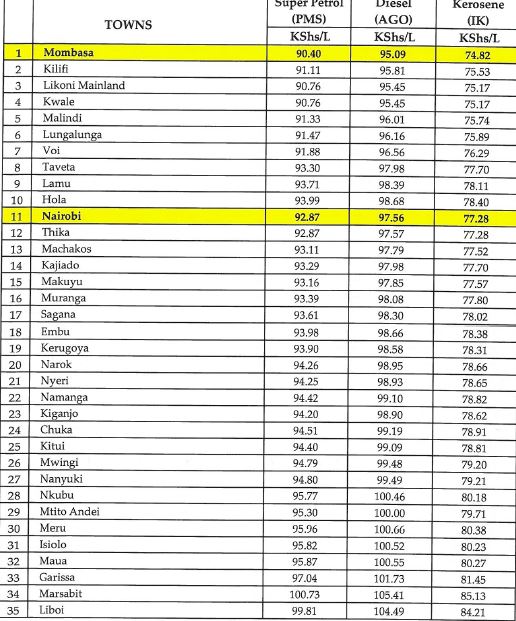 TOWNS Super Petrol (PMS) Diesel (AGO) Kerosene (IK)
KShs/L KShs/L KShs/L
1 Mombasa 90.40 95.09 74.82
2 Kilifi 91.11 95.81 75.53
3 Likoni Mainland 90.76 95.45 75.17
4 Kwale 90.76 95.45 75.17
5 Malindi 91.33 96.01 75.74
6 Lungalunga 91.47 96.16 75.89
7 Voi 91.88 96.56 76.29
8 Taveta 93.30 97.98 77.70
9 Lamu 93.71 98.39 78.11
10 Hola 93.99 98.68 78.40
11 Nairobi 92.87 97.56 77.28
12 Thika 92.87 97.57 77.28
13 Machakos 93.11 97.79 77.52
14 Kajiado 93.29 97.98 77.70
15 Makuyu 93.16 97.85 77.57
16 Muranga 93.39 98.08 77.80
17 Sagana 93.61 98.30 78.02
18 Embu 93.98 98.66 78.38
19 Kerugoya 93.90 98.58 78.31
20 Narok 94.26 98.95 78.66
21 Nyeri 94.25 98.93 78.65
22 Namanga 94.42 99.10 78.82
23 Kiganjo 94.20 98.90 78.62
24 Chuka 94.51 99.19 78.91
25 Kitui 94.40 99.09 78.81
26 Mwingi 94.79 99.48 79.20
27 Nanyuki 94.80 99.49 79.21
28 Nkubu 95.77 100.46 80.18
29 Mtito Andei 95.30 100.00 79.71
30 Meru 95.96 100.66 80.38
31 Isiolo 95.82 100.52 80.23
32 Maua 95.87 100.55 80.27
33 Garissa 97.04 101.73 81.45
34 Marsabit 100.73 105.41 85.13
35 Liboi 99.81 104.49 84.21